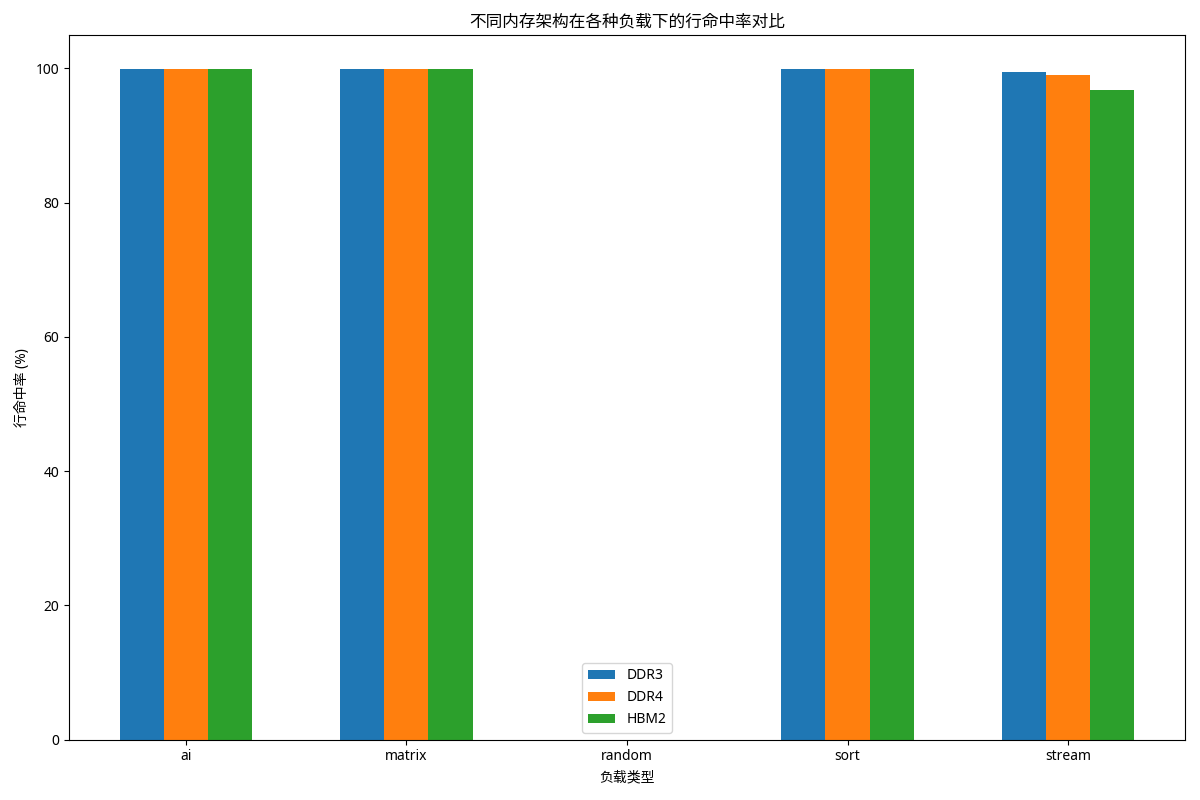 不同内存架构在各种负载下的行命中率对比
行命中率 (%)
100
80
60
40
20
0
DDR3
DDR4
HBM2
ai
matrix
random
sort
stream
负载类型